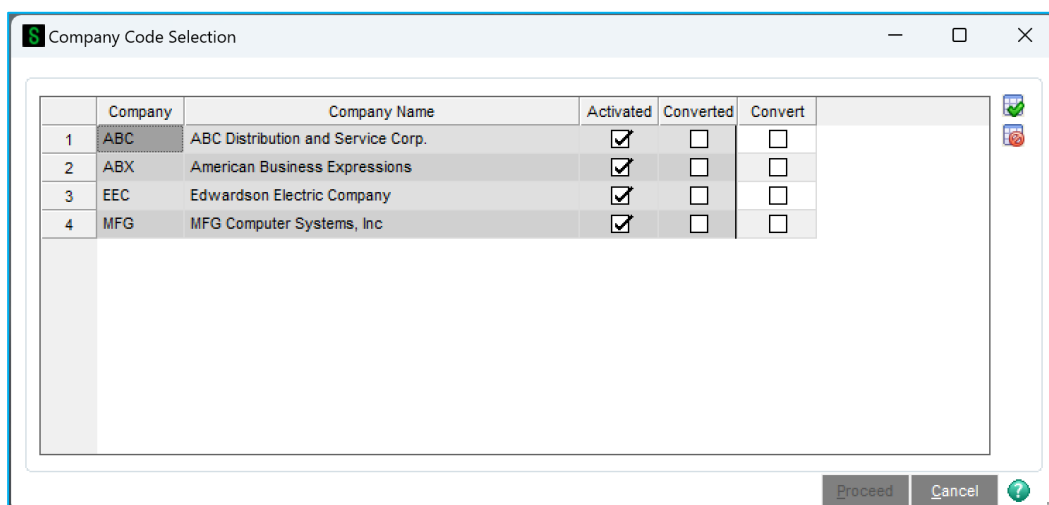 S Company Code Selection
Company Company Name Activated Converted Convert
1 ABC ABC Distribution and Service Corp.
2 ABX American Business Expressions
3 EEC Edwardson Electric Company
4 MFG MFG Computer Systems, Inc
Proceed Cancel ?